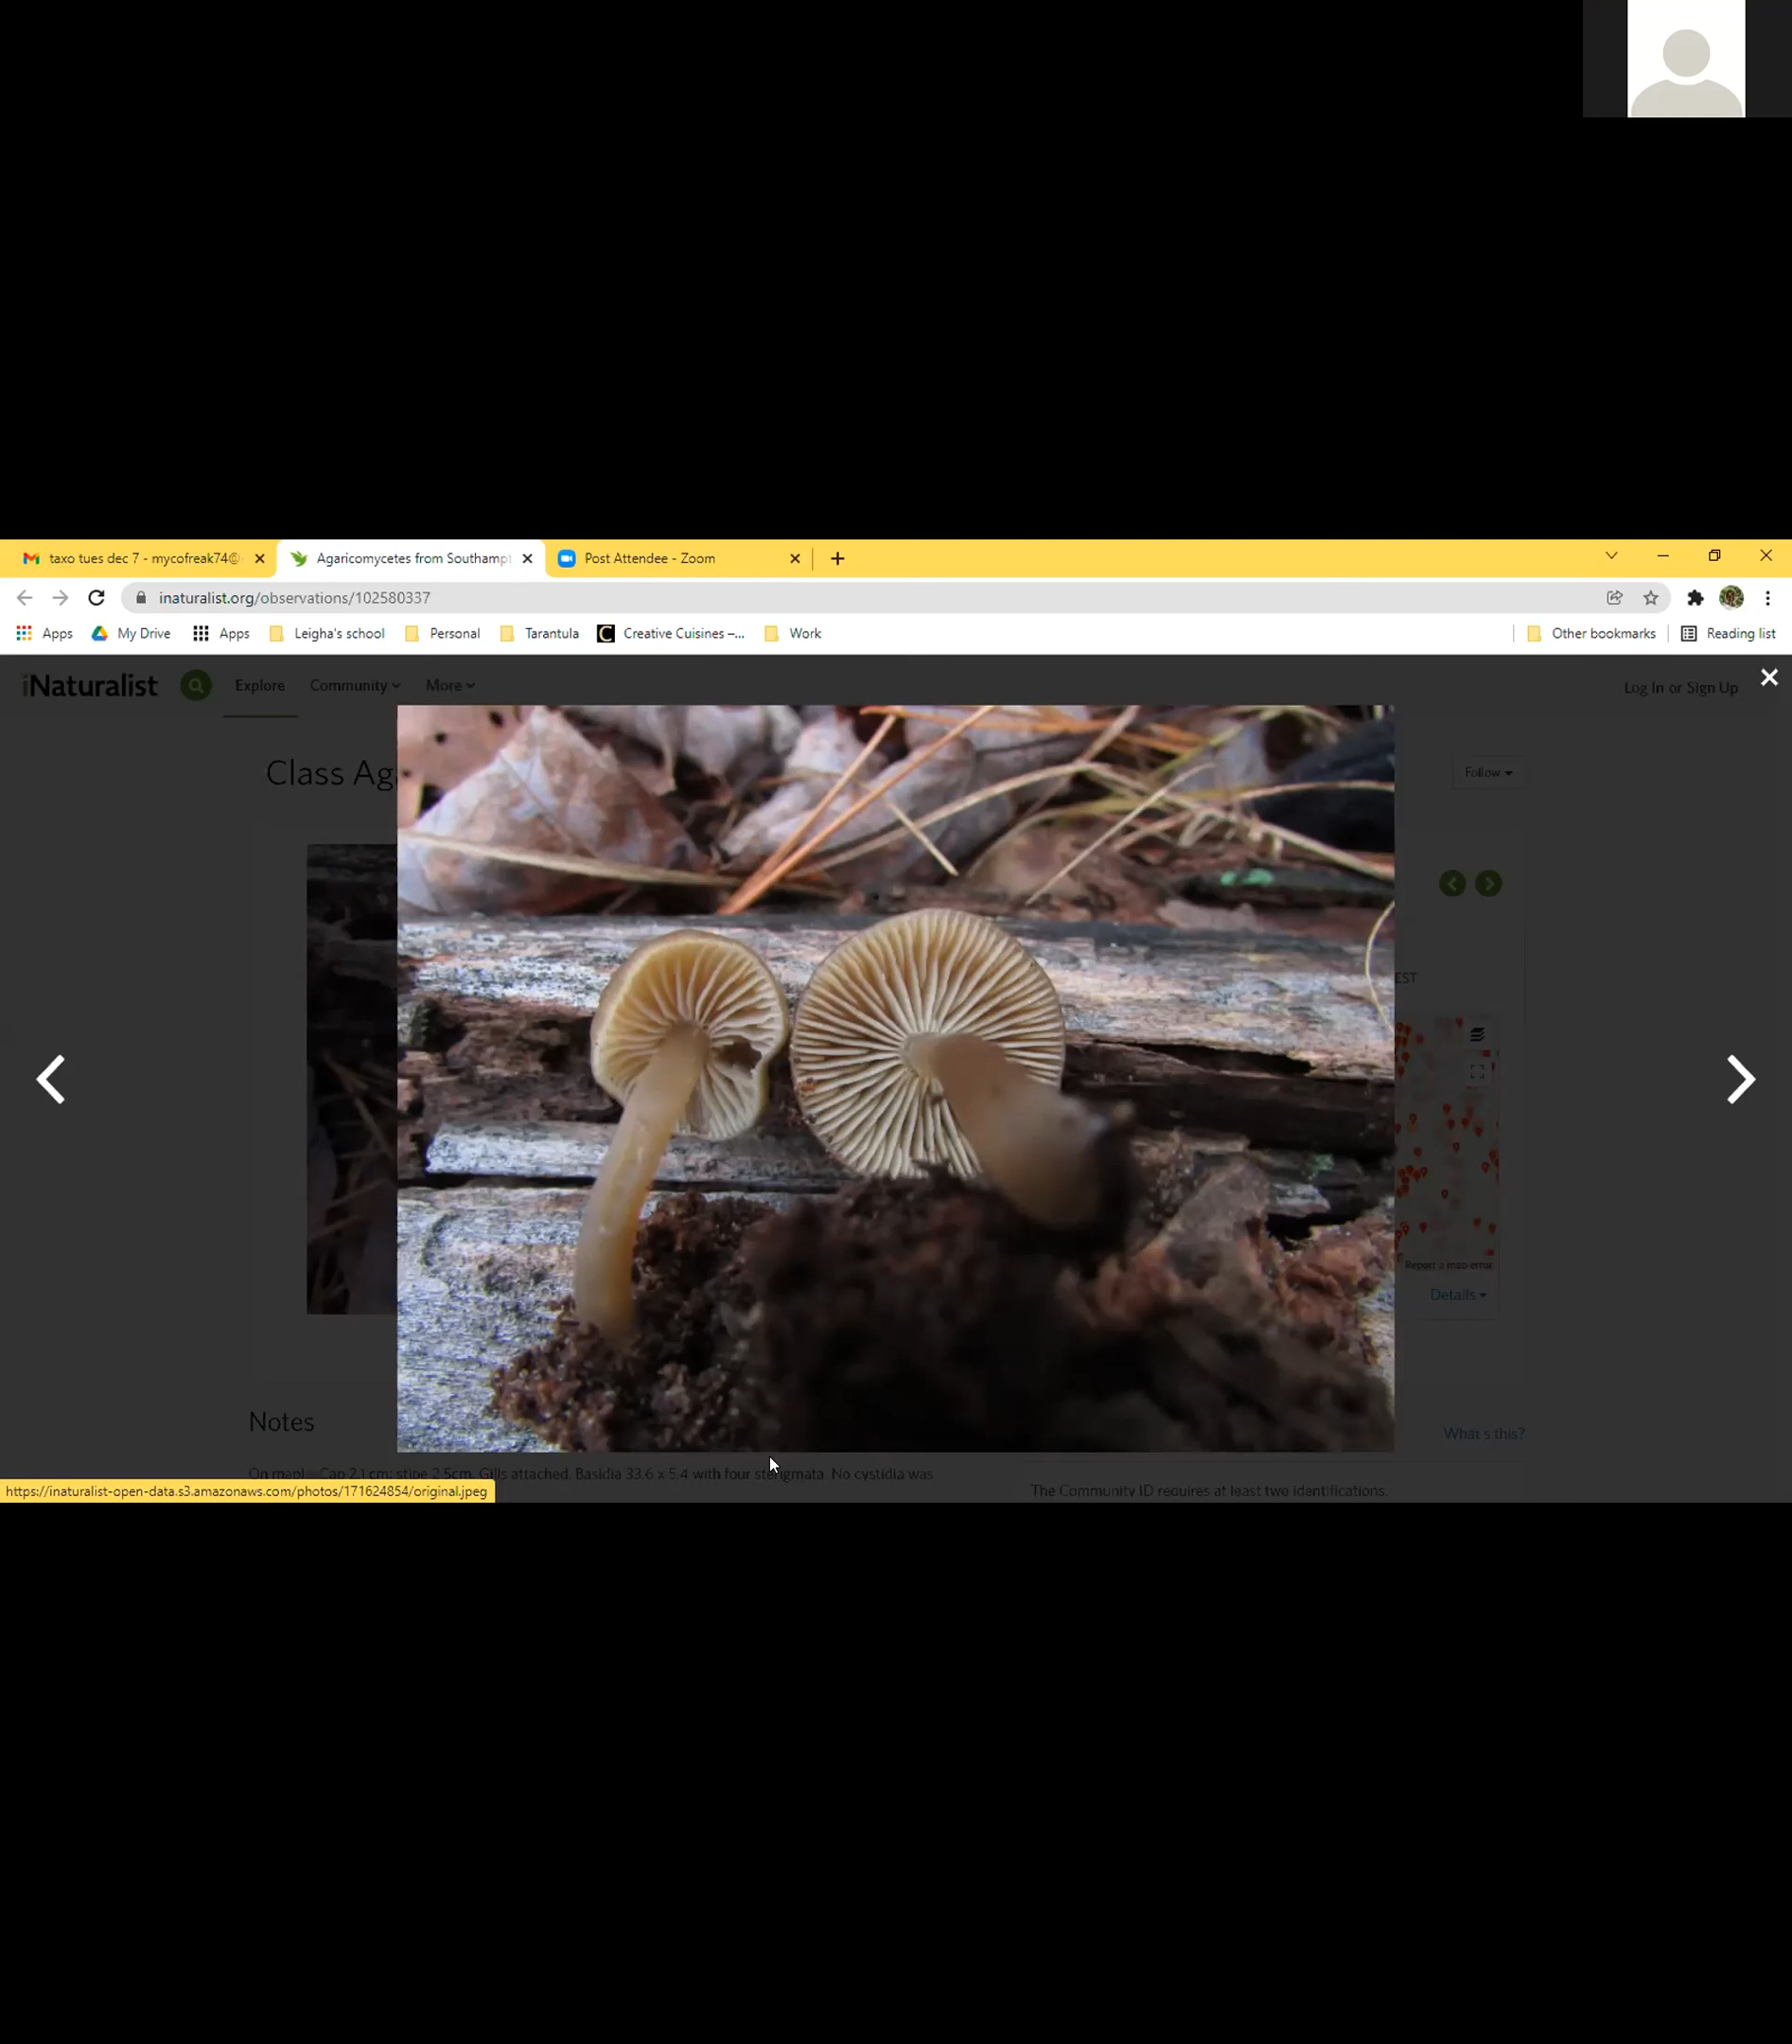 taxo tues dec 7 - mycofreak74@
Agaricomycetes from Southampt
Post Attendee - Zoom
inaturalist.org/observations/102580337
Apps My Drive Apps Leigha's school Personal Tarantula Creative Cuisines –... Work Other bookmarks Reading list
iNaturalist Explore Community More Log In or Sign Up
Class Ag
Follow
EST
Report a map error
Details
Notes
What's this?
On mapl Cap 2.1 cm; stipe 2.5cm. Gills attached. Basidia 33.6 x 5.4 with four sterigmata. No cystidia was
The Community ID requires at least two identifications.
https://inaturalist-open-data.s3.amazonaws.com/photos/171624854/original.jpeg